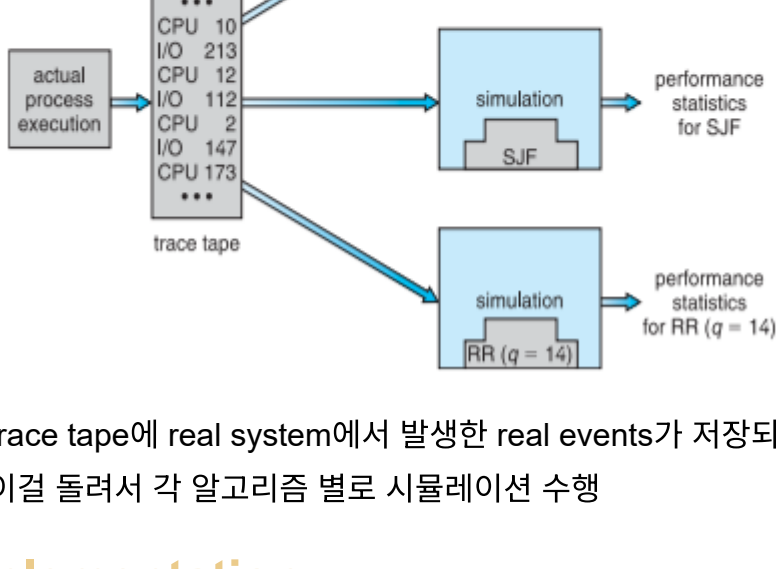 •••
CPU 10
I/O 213
CPU 12
I/O 112
CPU 2
I/O 147
CPU 173
•••
actual
process
execution
trace tape
simulation
SJF
performance
statistics
for SJF
simulation
RR (q = 14)
performance
statistics
for RR (q = 14)
race tape에 real system에서 발생한 real events가 저장되
이걸 돌려서 각 알고리즘 별로 시뮬레이션 수행